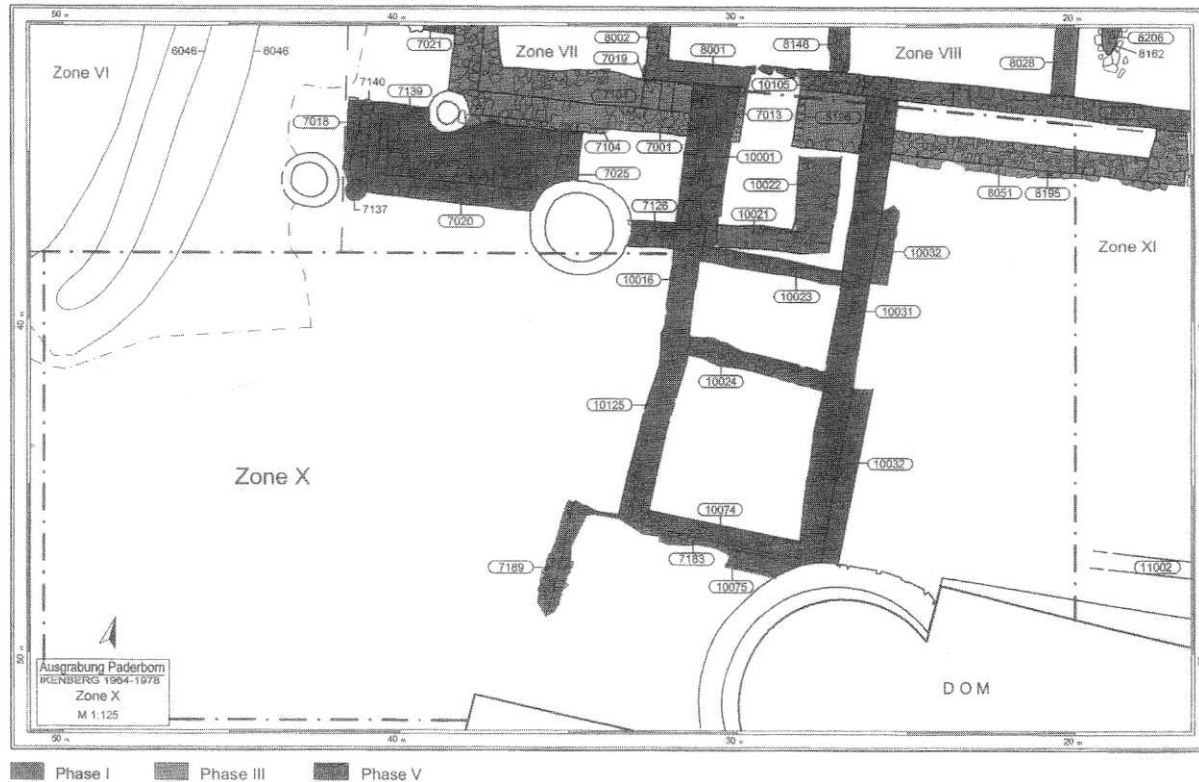 50 m
40 m
30 m
20 m
Zone VI
6046
6046
7021
Zone VII
8002
7019
8001
8146
Zone VIII
8028
8206
8162
7140
7139
7018
10105
7013
7104
7001
7025
10001
10022
7137
7020
7126
10021
8051
8195
Zone XI
10032
10016
10023
10031
40 m
10024
10125
Zone X
10032
10074
7189
7183
10075
11002
50 m
Ausgrabung Paderborn
IKENBERG 1964-1978
Zone X
M 1:125
DOM
50 m
40 m
30 m
20 m
Phase I
Phase III
Phase V